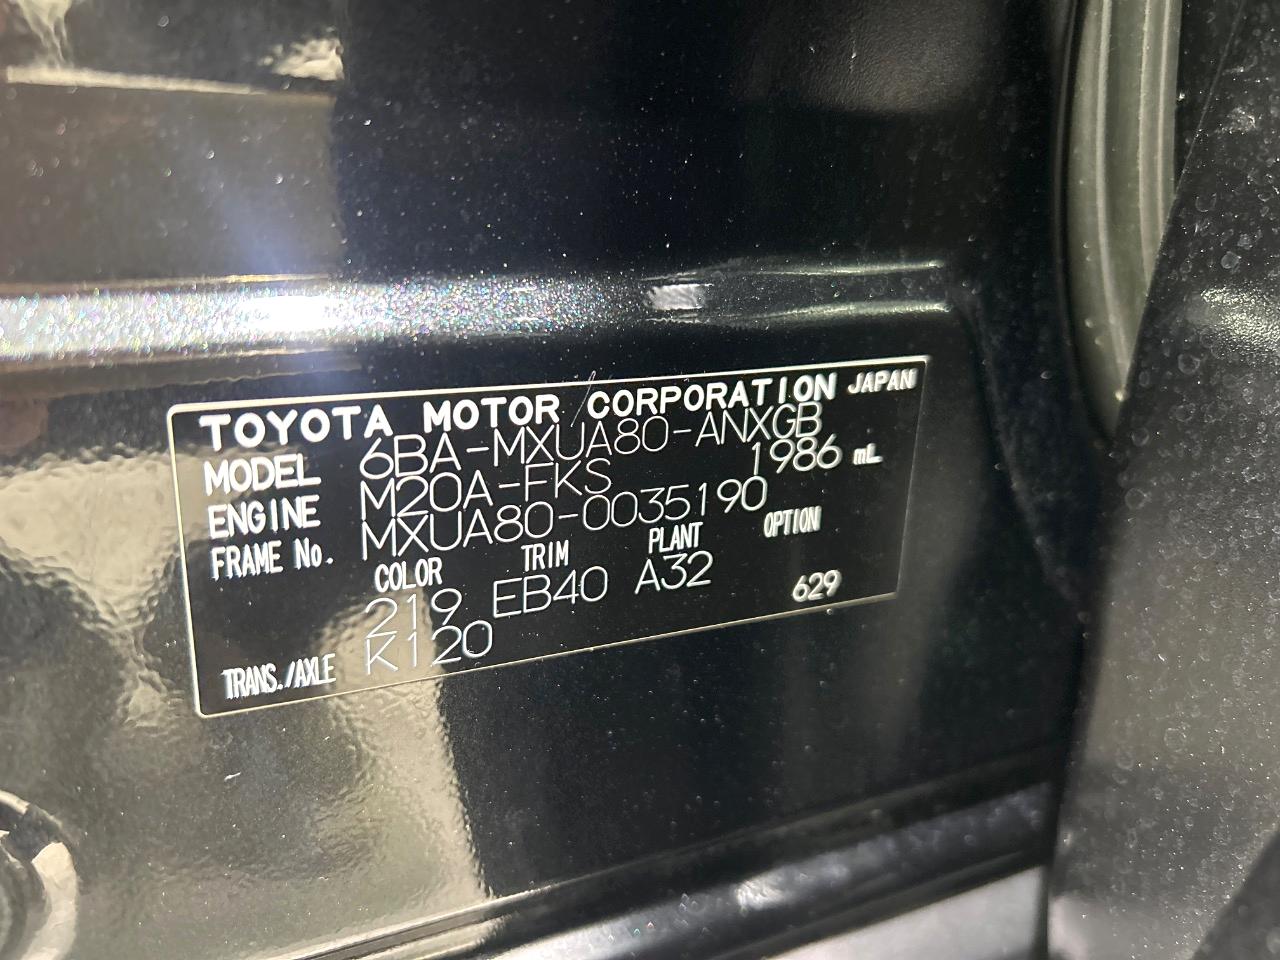 TOYOTA MOTOR CORPORATION JAPAN
MODEL 6BA-MXUA80-ANXGB
ENGINE M20A-FKS 1986 mL
FRAME No. MXUA80-0035190
COLOR TRIM PLANT OPTION
219 EB40 A32 629
TRANS./AXLE K120